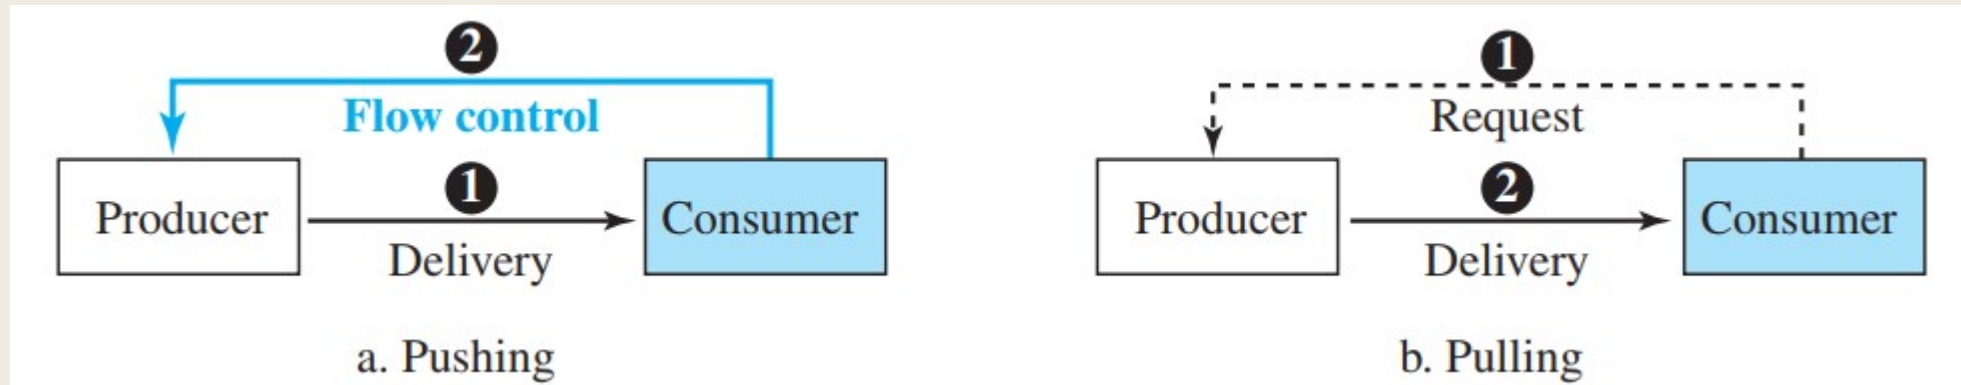 2
Flow control
Producer
1
Delivery
Consumer
a. Pushing
1
Request
Producer
2
Delivery
Consumer
b. Pulling